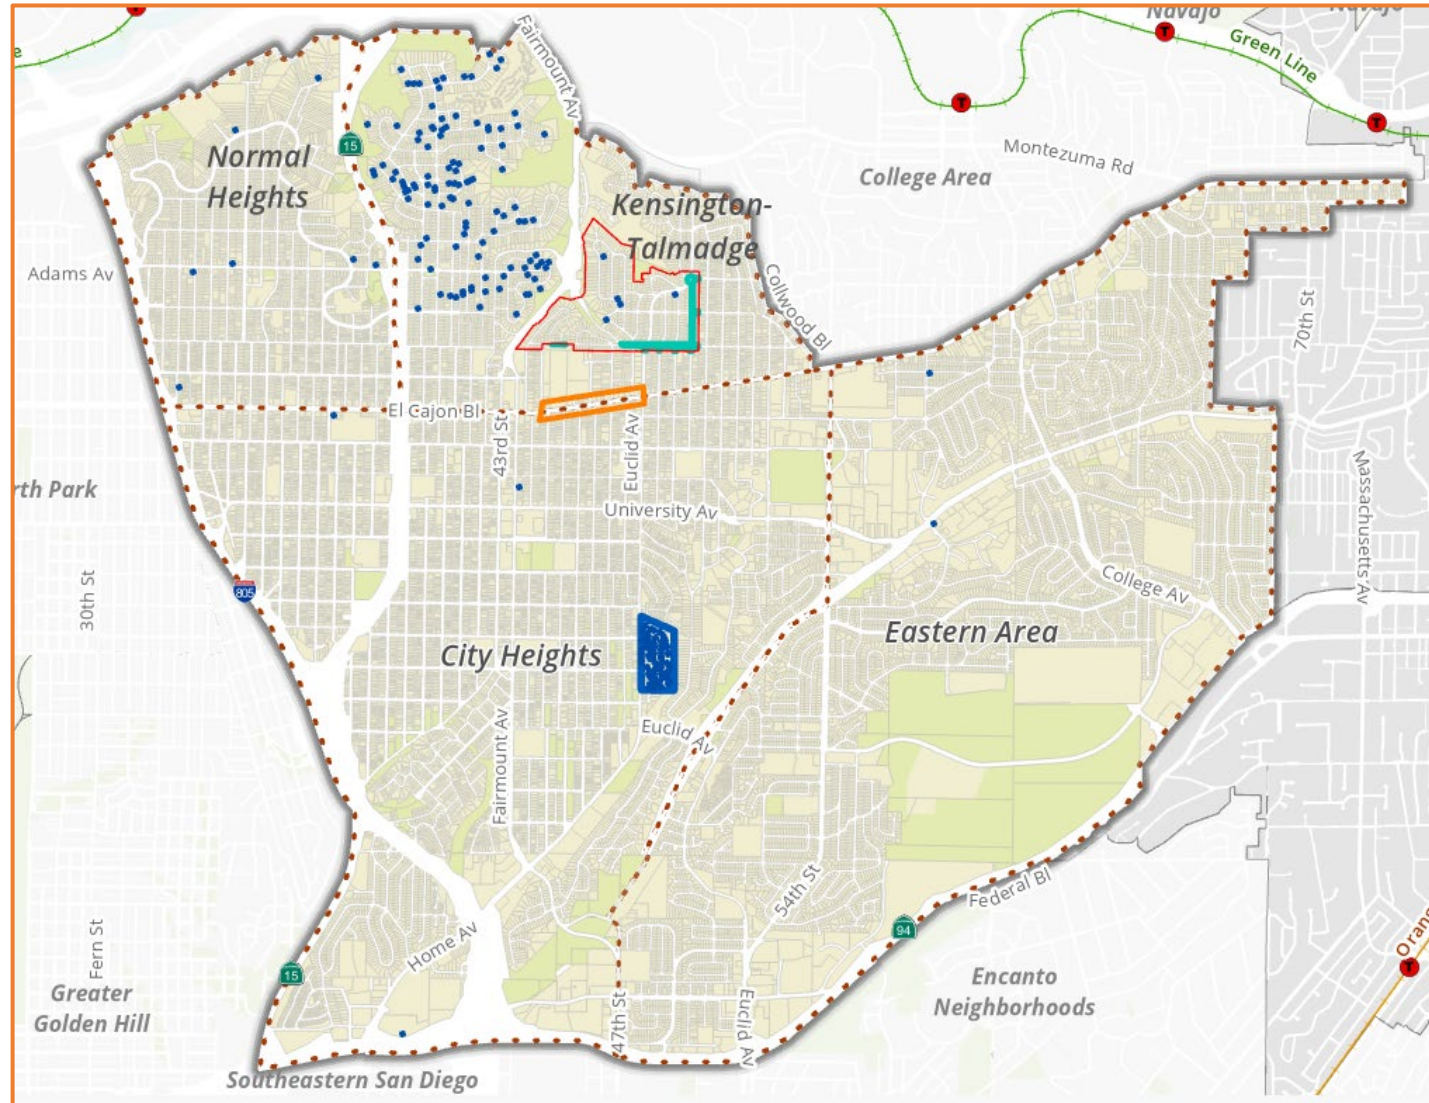 Navajo
Navajo
e
Green Line
Fairmount Av
15
Normal
Heights
Montezuma Rd
College Area
Kensington-
Talmadge
Adams Av
Collwood Bl
70th St
El Cajon Bl
43rd St
Euclid Av
rth Park
University Av
Massachusetts Av
30th St
805
College Av
City Heights
Eastern Area
Fairmount Av
Euclid Av
54th St
Federal Bl
94
Home Av
Fern St
15
Greater
Golden Hill
47th St
Euclid Av
Encanto
Neighborhoods
Orang
T
T
T
T
T
Southeastern San Diego